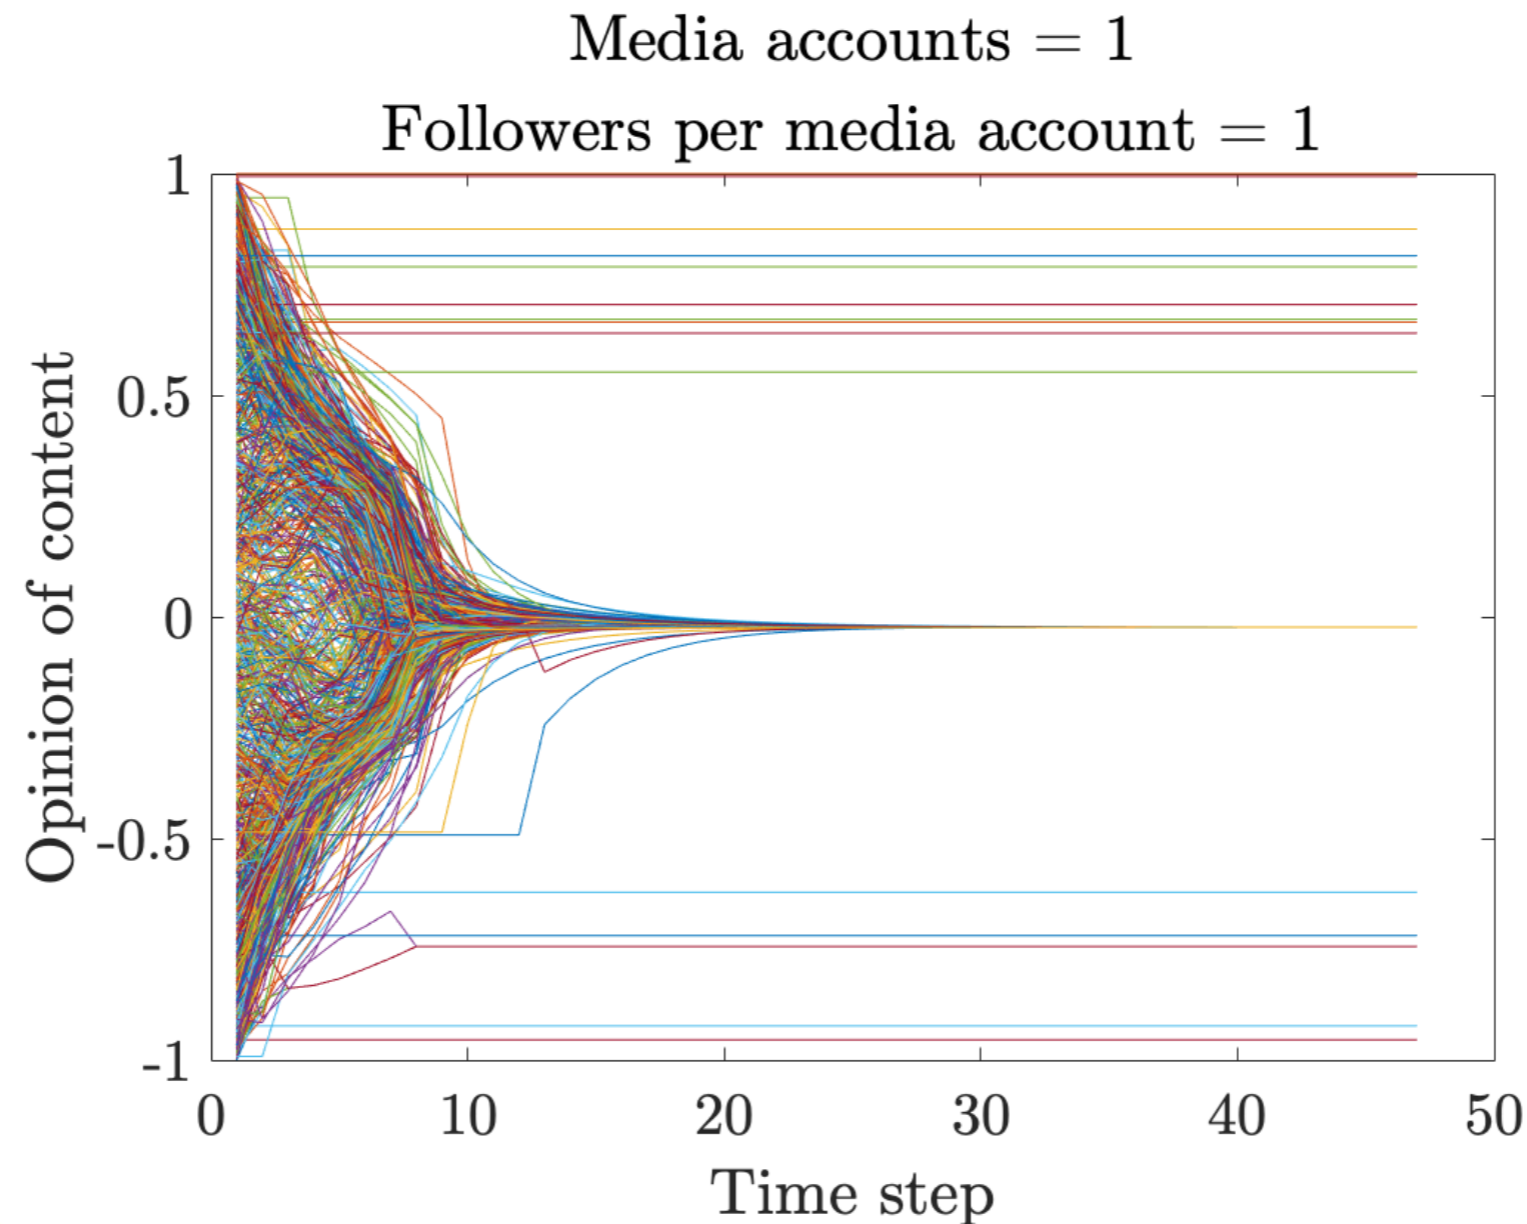 Media accounts = 1
Followers per media account = 1
1
0.5
0
-0.5
-1
Opinion of content
0 10 20 30 40 50
Time step